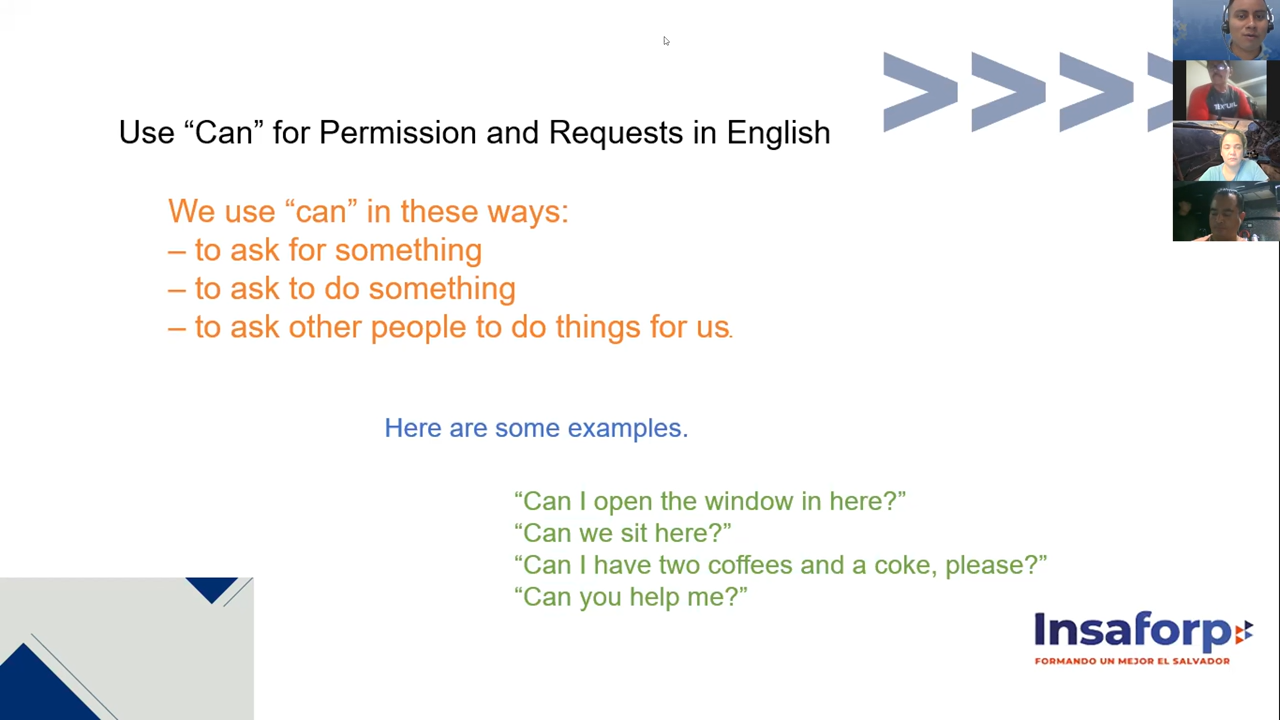 Use “Can” for Permission and Requests in English
We use “can” in these ways:
– to ask for something
– to ask to do something
– to ask other people to do things for us.
Here are some examples.
“Can I open the window in here?”
“Can we sit here?”
“Can I have two coffees and a coke, please?”
“Can you help me?”
Insaforp
FORMANDO UN MEJOR EL SALVADOR